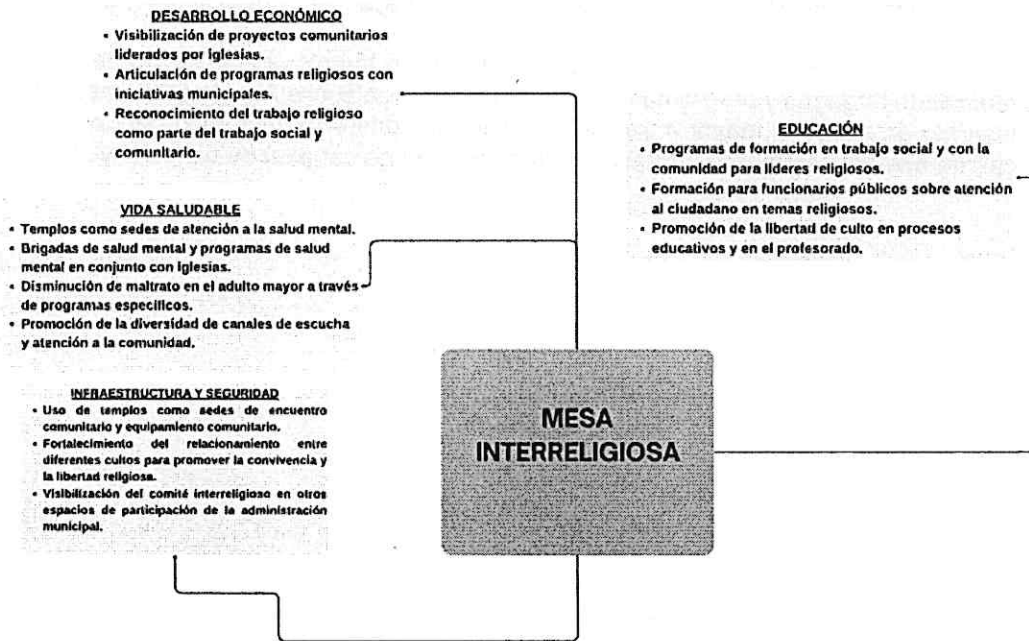 DESARROLLO ECONÓMICO
• Visibilización de proyectos comunitarios
liderados por iglesias.
• Articulación de programas religiosos con
iniciativas municipales.
• Reconocimiento del trabajo religioso
como parte del trabajo social y
comunitario.
EDUCACIÓN
• Programas de formación en trabajo social y con la
comunidad para líderes religiosos.
• Formación para funcionarios públicos sobre atención
al ciudadano en temas religiosos.
• Promoción de la libertad de culto en procesos
educativos y en el profesorado.
VIDA SALUDABLE
• Templos como sedes de atención a la salud mental.
• Brigadas de salud mental y programas de salud
mental en conjunto con iglesias.
• Disminución de maltrato en el adulto mayor a través
de programas específicos.
• Promoción de la diversidad de canales de escucha
y atención a la comunidad.
INFRAESTRUCTURA Y SEGURIDAD
• Uso de templos como sedes de encuentro
comunitario y equipamiento comunitario.
• Fortalecimiento del relacionamiento entre
diferentes cultos para promover la convivencia y
la libertad religiosa.
• Visibilización del comité interreligioso en otros
espacios de participación de la administración
municipal.
MESA
INTERRELIGIOSA